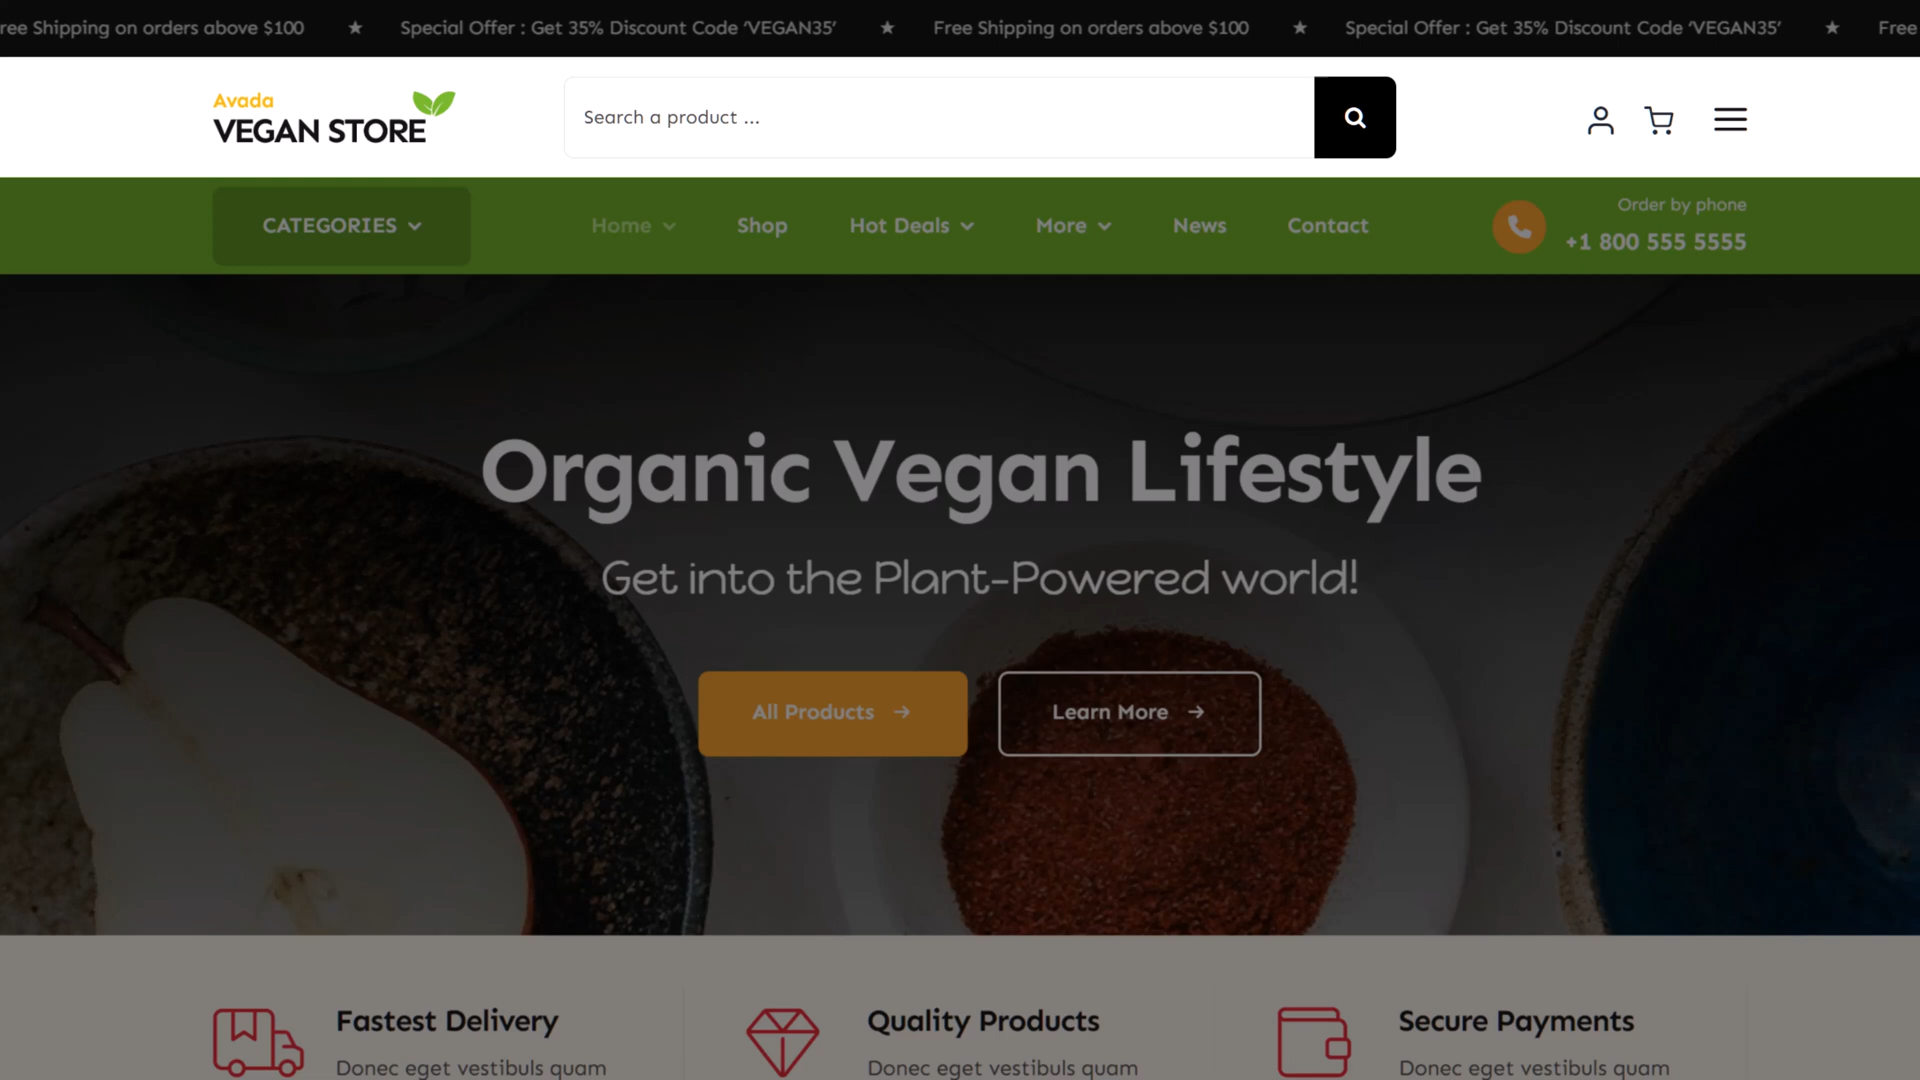 ree Shipping on orders above $100 ★ Special Offer : Get 35% Discount Code ‘VEGAN35’ ★ Free Shipping on orders above $100 ★ Special Offer : Get 35% Discount Code ‘VEGAN35’ ★ Free
Avada
VEGAN STORE
Search a product ...
CATEGORIES
Home
Shop
Hot Deals
More
News
Contact
Order by phone
+1 800 555 5555
Organic Vegan Lifestyle
Get into the Plant-Powered world!
All Products →
Learn More →
Fastest Delivery
Donec eget vestibuls quam
Quality Products
Donec eget vestibuls quam
Secure Payments
Donec eget vestibuls quam